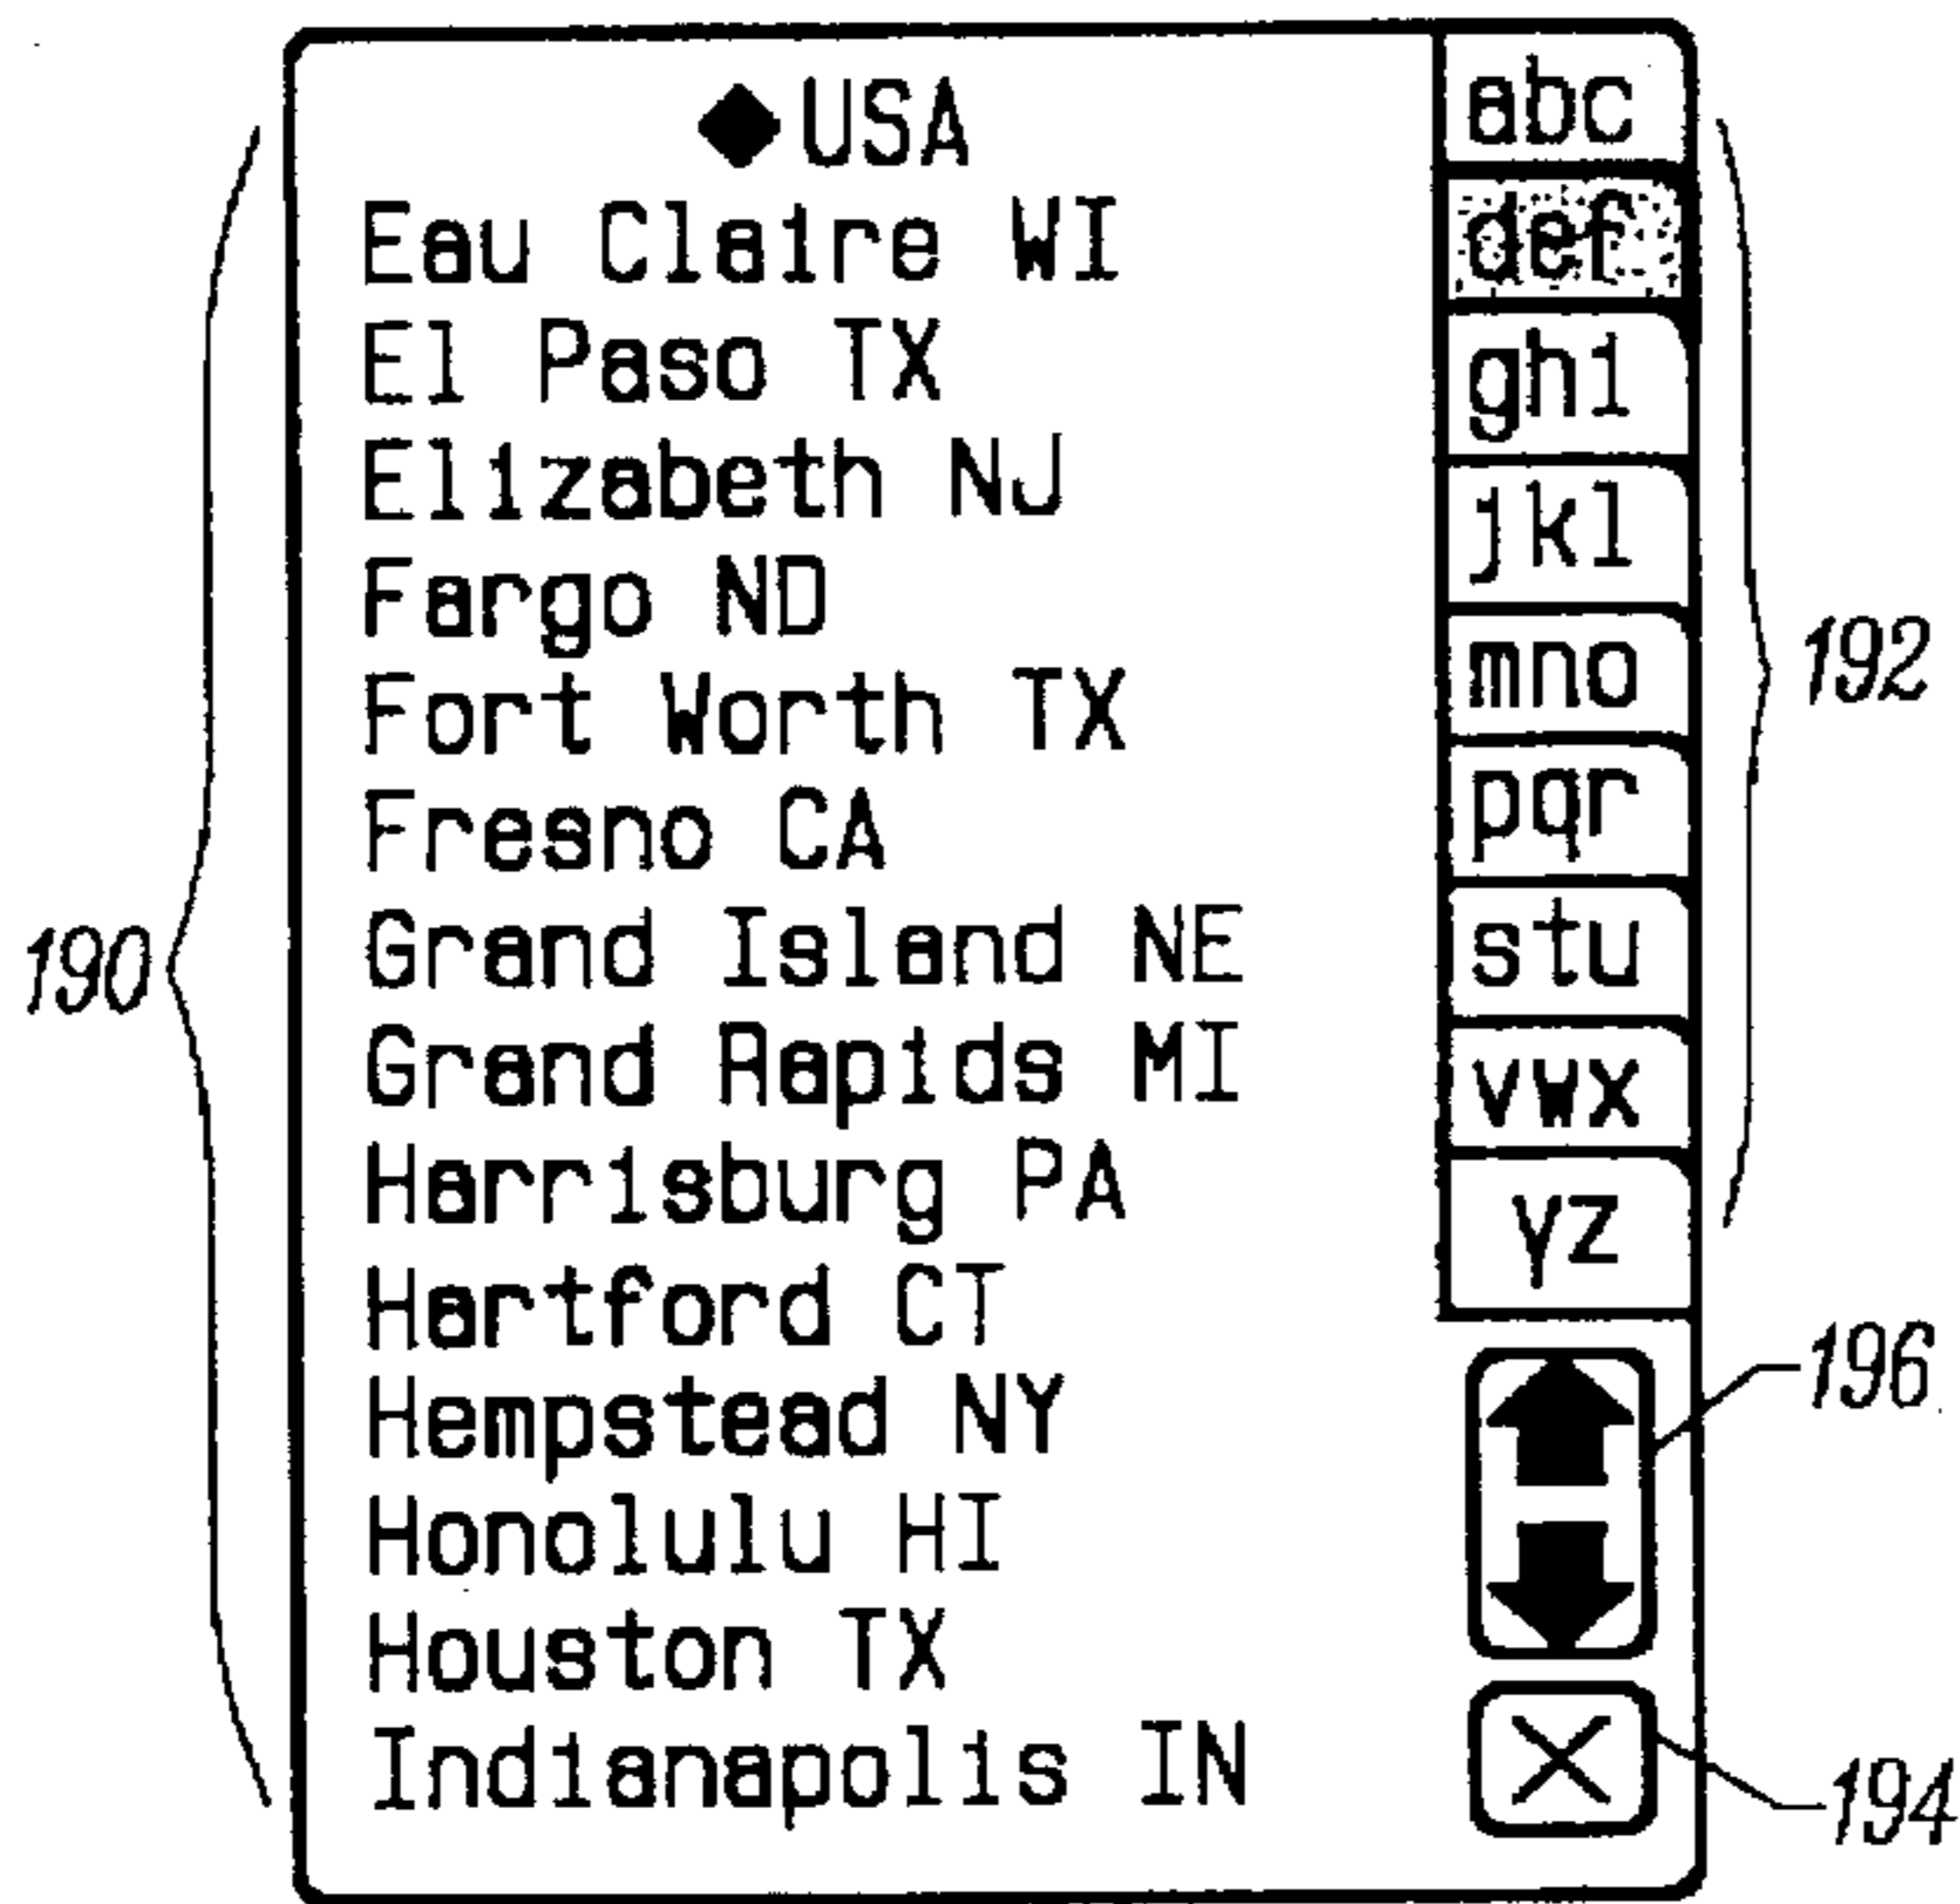 ◆USA
Eau Claire WI
El Paso TX
Elizabeth NJ
Fargo ND
Fort Worth TX
Fresno CA
Grand Island NE
Grand Rapids MI
Harrisburg PA
Hartford CT
Hempstead NY
Honolulu HI
Houston TX
Indianapolis IN
abc
def
ghi
jkl
mno
pqr
stu
vwx
yz
190
192
196
194